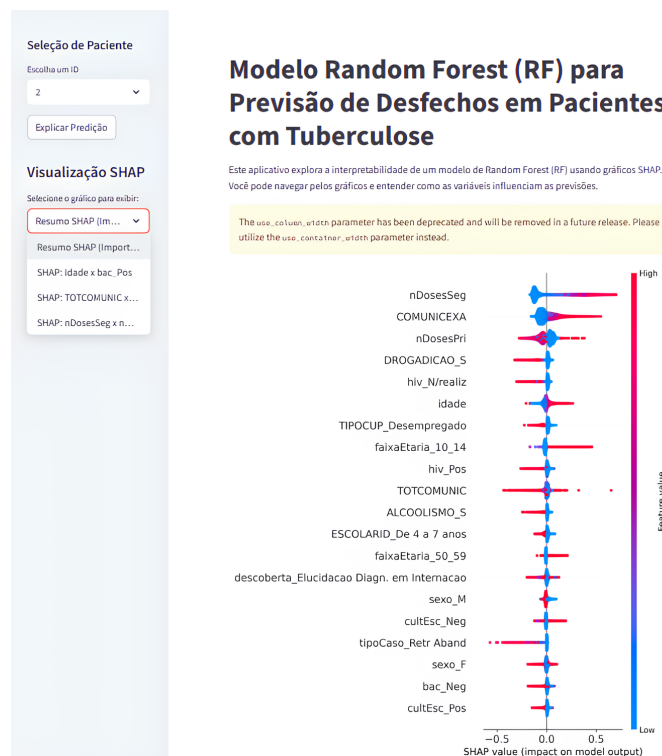 Seleção de Paciente
Escolha um ID
2
Explicar Predição
Visualização SHAP
Selecione o gráfico para exibir:
Resumo SHAP (Im...
Resumo SHAP (Import...
SHAP: Idade x bac_Pos
SHAP: TOTCOMUNIC x...
SHAP: nDosesSeg x n...
Modelo Random Forest (RF) para
Previsão de Desfechos em Pacientes
com Tuberculose
Este aplicativo explora a interpretabilidade de um modelo de Random Forest (RF) usando gráficos SHAP.
Você pode navegar pelos gráficos e entender como as variáveis influenciam as previsões.
The use_column_width parameter has been deprecated and will be removed in a future release. Please
utilize the use_container_width parameter instead.
High
nDosesSeg
COMUNICEXA
nDosesPri
DROGADICAO_S
hiv_N/realiz
idade
TIPOCUP_Desempregado
faixaEtaria_10_14
hiv_Pos
TOTCOMUNIC
ALCOOLISMO_S
ESCOLARID_De 4 a 7 anos
faixaEtaria_50_59
descoberta_Elucidacao Diagn. em Internacao
sexo_M
cultEsc_Neg
tipoCaso_Retr Aband
sexo_F
bac_Neg
cultEsc_Pos
Feature value
Low
−0.5 0.0 0.5
SHAP value (impact on model output)